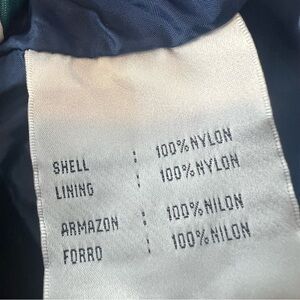 SHELL : 100% NYLON
LINING : 100% NYLON
ARMAZON : 100% NILON
FORRO : 100% NILON